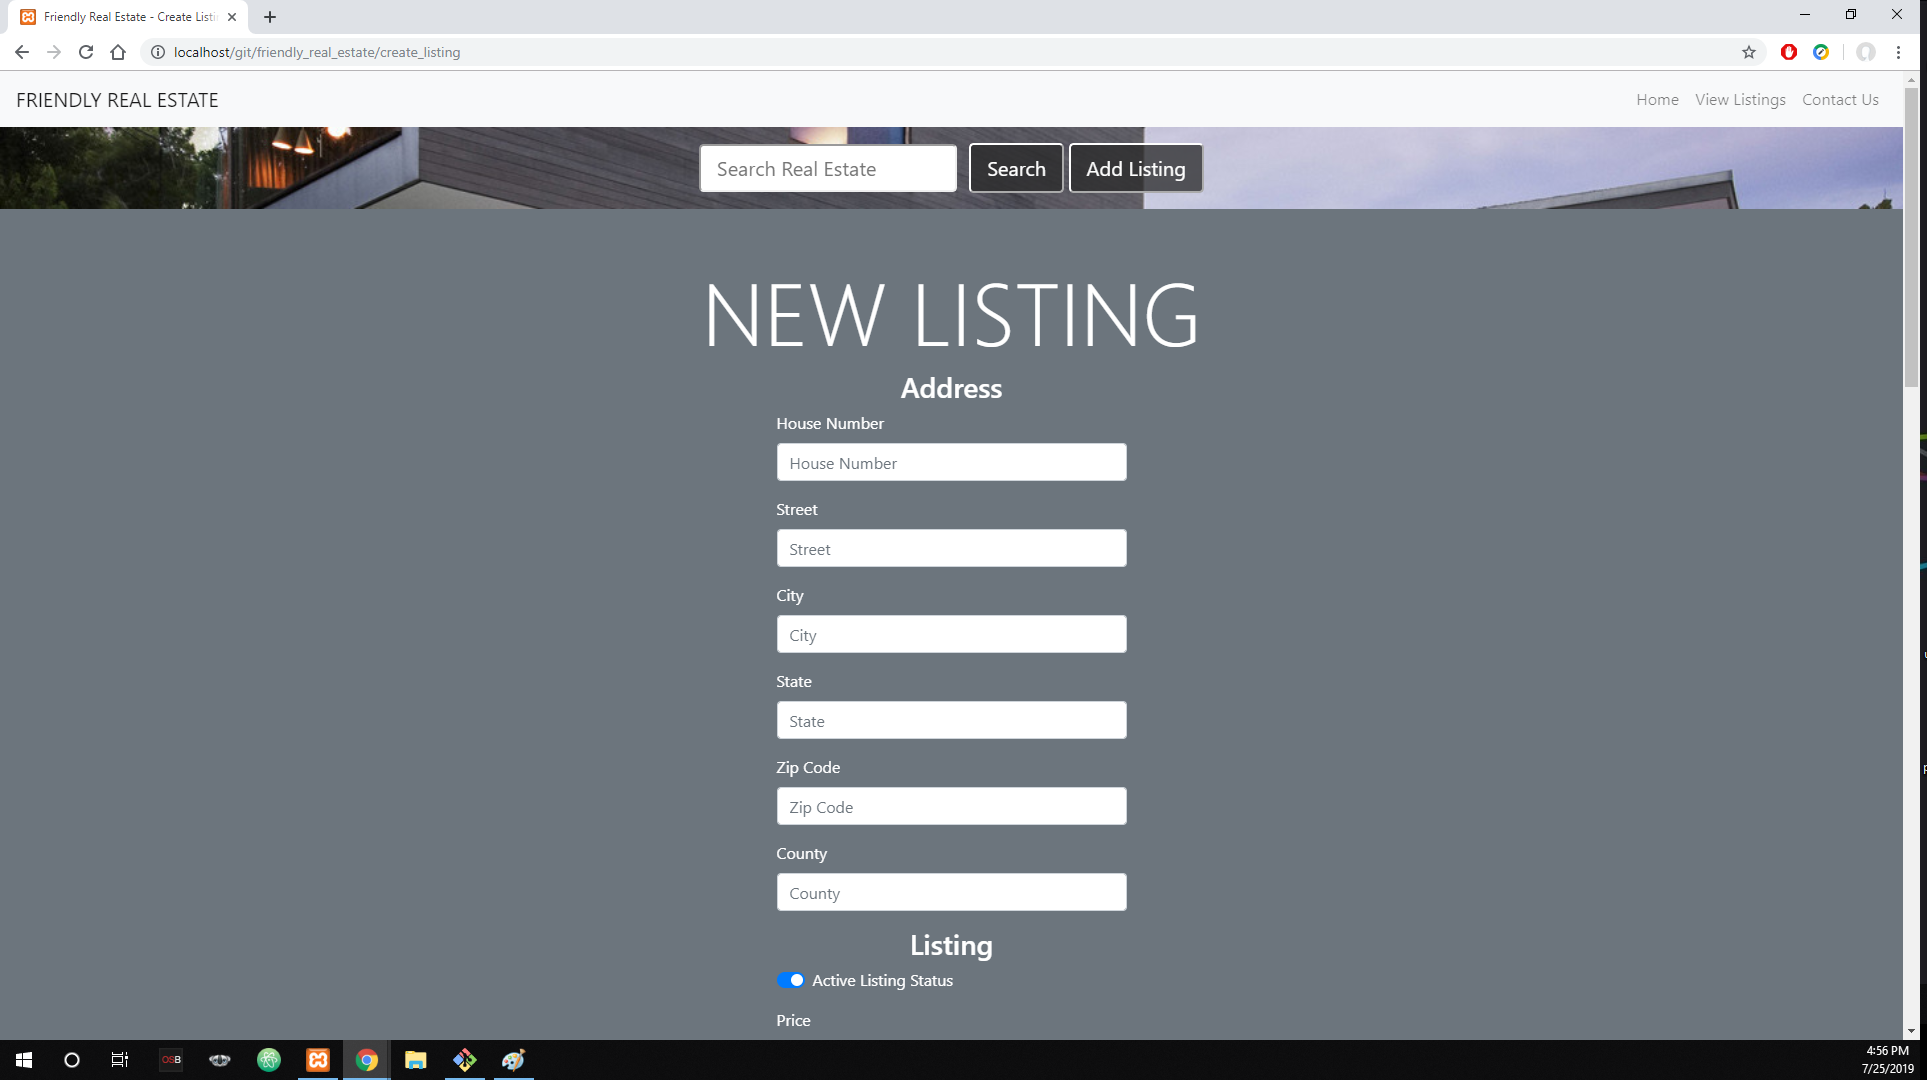 Friendly Real Estate - Create Listi
localhost/git/friendly_real_estate/create_listing
FRIENDLY REAL ESTATE
Home View Listings Contact Us
Search Real Estate Search Add Listing
NEW LISTING
Address
House Number
House Number
Street
Street
City
City
State
State
Zip Code
Zip Code
County
County
Listing
Active Listing Status
Price
OSB
4:56 PM
7/25/2019